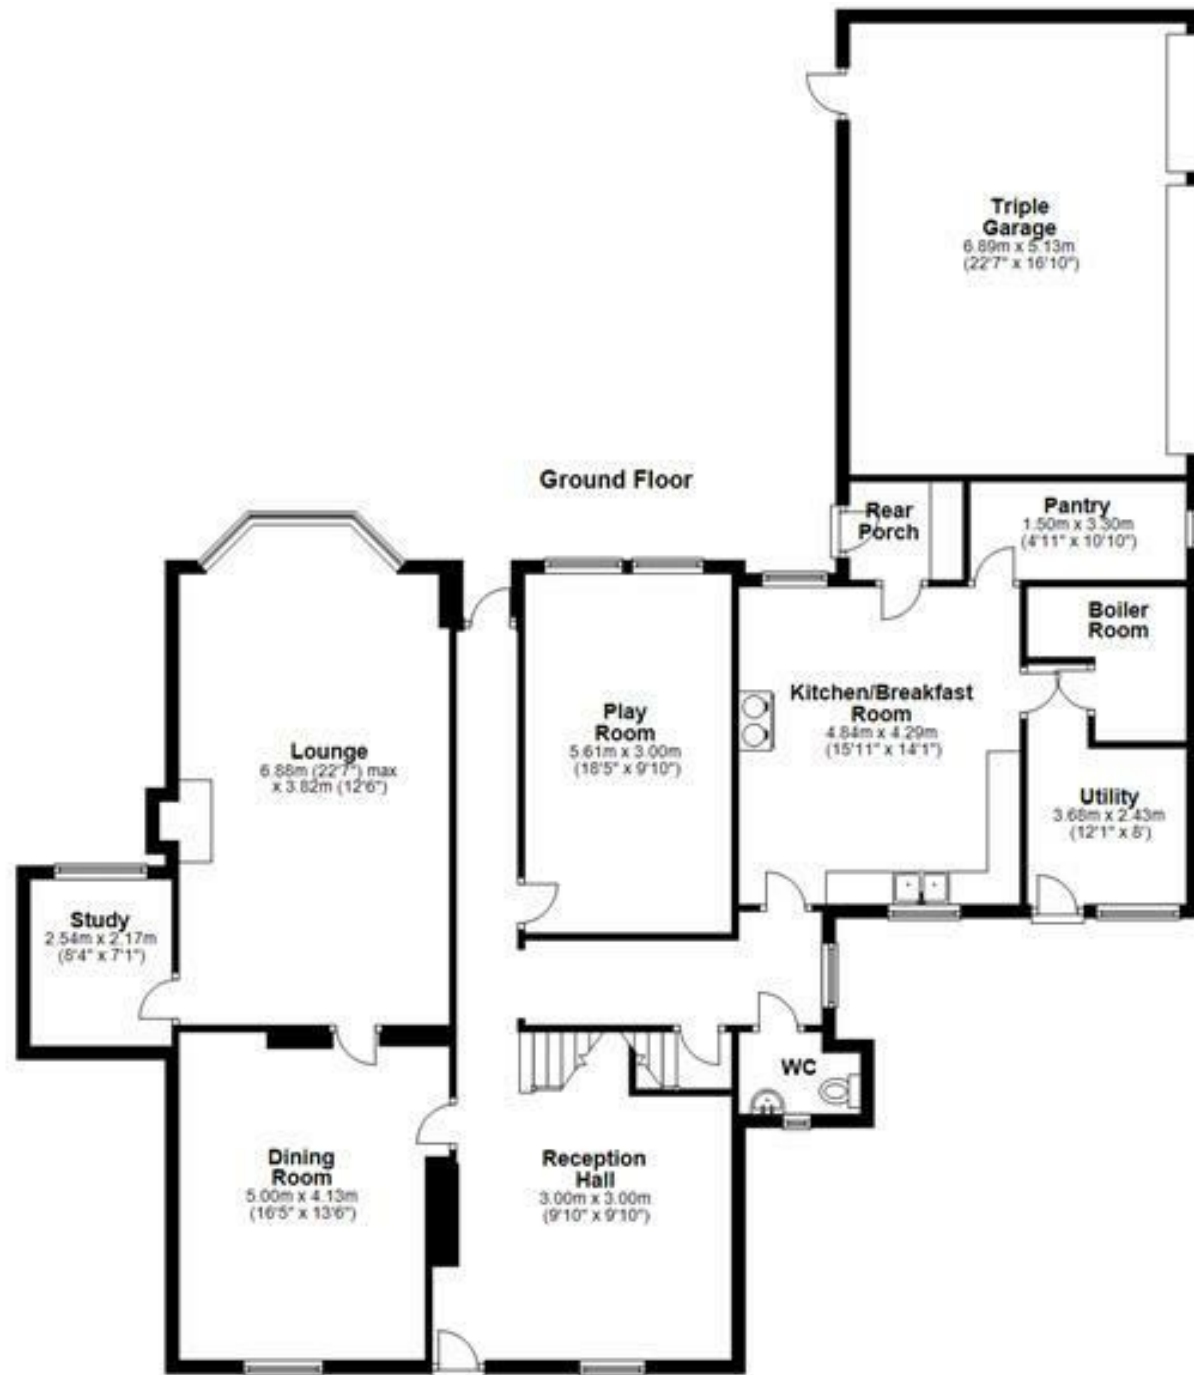 Triple
Garage
6.89m x 5.13m
(22'7" x 16'10")
Ground Floor
Rear
Porch
Pantry
1.50m x 3.30m
(4'11" x 10'10")
Boiler
Room
Kitchen/Breakfast
Room
4.84m x 4.29m
(15'11" x 14'1")
Play
Room
5.61m x 3.00m
(18'5" x 9'10")
Lounge
6.88m (22'7") max
x 3.82m (12'6")
Utility
3.68m x 2.43m
(12'1" x 8')
Study
2.54m x 2.17m
(8'4" x 7'1")
WC
Dining
Room
5.00m x 4.13m
(16'5" x 13'6")
Reception
Hall
3.00m x 3.00m
(9'10" x 9'10")